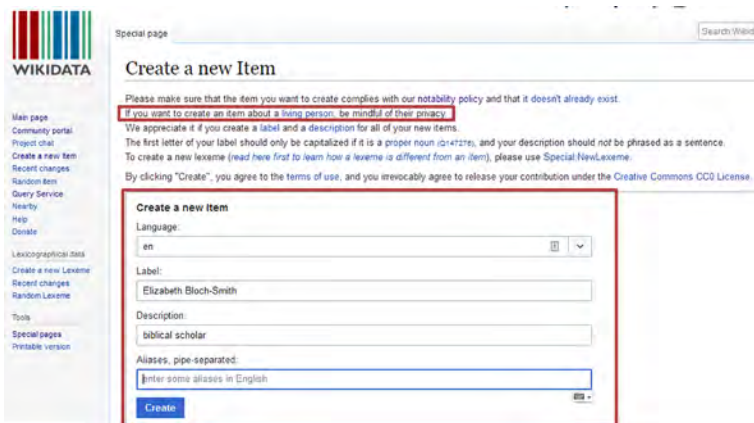 Special page
Search Wikid
WIKIDATA
Create a new Item
Please make sure that the item you want to create complies with our notability policy and that it doesn't already exist.
If you want to create an item about a living person, be mindful of their privacy.
We appreciate it if you create a label and a description for all of your new items.
The first letter of your label should only be capitalized if it is a proper noun (Q147276), and your description should not be phrased as a sentence.
To create a new lexeme (read here first to learn how a lexeme is different from an item), please use Special:NewLexeme.
By clicking "Create", you agree to the terms of use, and you irrevocably agree to release your contribution under the Creative Commons CC0 License.
Main page
Community portal
Project chat
Create a new Item
Recent changes
Random Item
Query Service
Nearby
Help
Donate
Lexicographical data
Create a new Lexeme
Recent changes
Random Lexeme
Tools
Special pages
Printable version
Create a new Item
Language:
en
Label:
Elizabeth Bloch-Smith
Description:
biblical scholar
Aliases, pipe-separated:
enter some aliases in English
Create